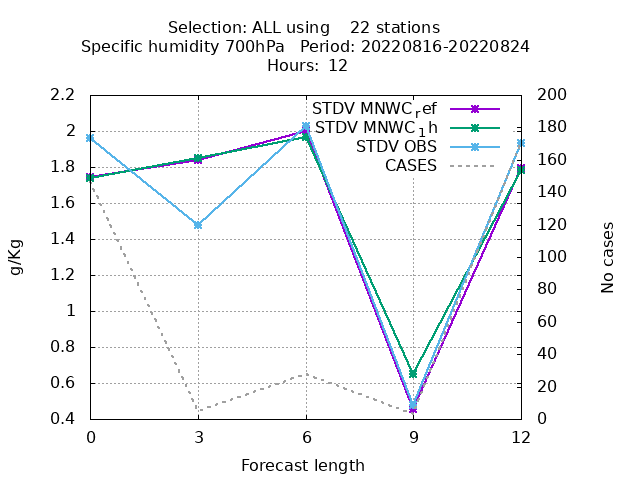 Selection: ALL using    22 stations
Specific humidity 700hPa   Period: 20220816-20220824
Hours:  12
STDV MNWC_ref
STDV MNWC_1h
STDV OBS
CASES
2.2
2
1.8
1.6
1.4
1.2
1
0.8
0.6
0.4
g/Kg
200
180
160
140
120
100
80
60
40
20
0
No cases
0 3 6 9 12
Forecast length